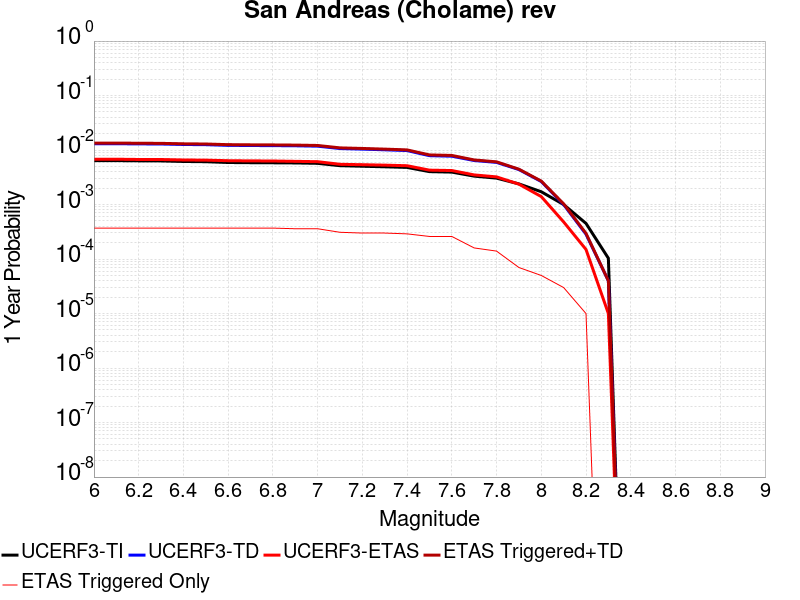 San Andreas (Cholame) rev
10^0
10^-1
10^-2
10^-3
10^-4
10^-5
10^-6
10^-7
10^-8
1 Year Probability
6 6.2 6.4 6.6 6.8 7 7.2 7.4 7.6 7.8 8 8.2 8.4 8.6 8.8 9
Magnitude
UCERF3-TI UCERF3-TD UCERF3-ETAS ETAS Triggered+TD
ETAS Triggered Only